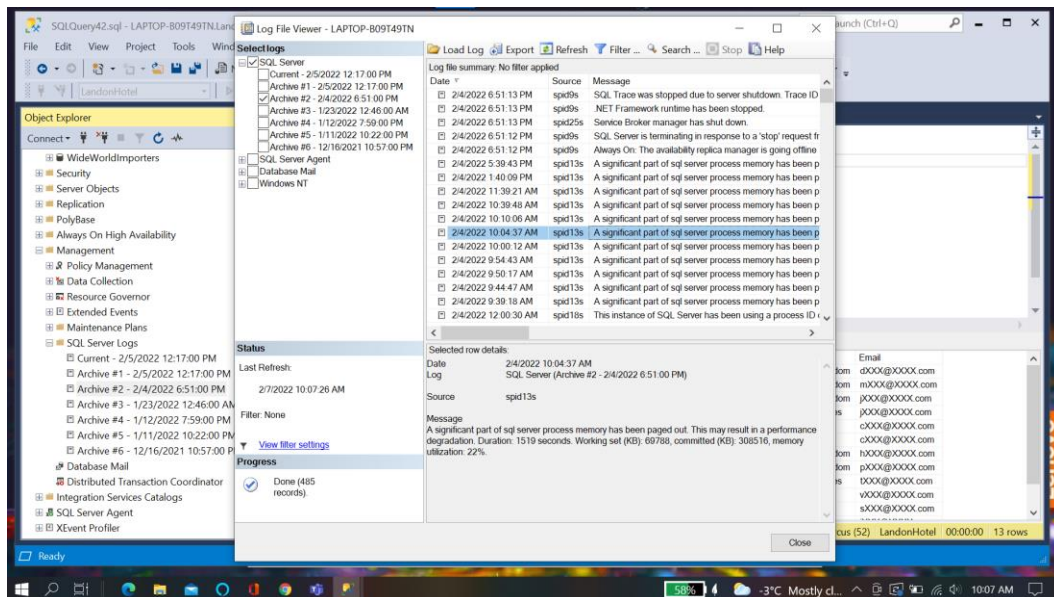 SQLQuery42.sql - LAPTOP-B09T49TN.Land
Log File Viewer - LAPTOP-B09T49TN
aunch (Ctrl+Q)
File Edit View Project Tools Wind
LandonHotel
Object Explorer
Connect
WideWorldImporters
Security
Server Objects
Replication
PolyBase
Always On High Availability
Management
Policy Management
Data Collection
Resource Governor
Extended Events
Maintenance Plans
SQL Server Logs
Current - 2/5/2022 12:17:00 PM
Archive #1 - 2/5/2022 12:17:00 PM
Archive #2 - 2/4/2022 6:51:00 PM
Archive #3 - 1/23/2022 12:46:00 AM
Archive #4 - 1/12/2022 7:59:00 PM
Archive #5 - 1/11/2022 10:22:00 PM
Archive #6 - 12/16/2021 10:57:00 P
Database Mail
Distributed Transaction Coordinator
Integration Services Catalogs
SQL Server Agent
XEvent Profiler
Ready
Select logs
SQL Server
Current - 2/5/2022 12:17:00 PM
Archive #1 - 2/5/2022 12:17:00 PM
Archive #2 - 2/4/2022 6:51:00 PM
Archive #3 - 1/23/2022 12:46:00 AM
Archive #4 - 1/12/2022 7:59:00 PM
Archive #5 - 1/11/2022 10:22:00 PM
Archive #6 - 12/16/2021 10:57:00 PM
SQL Server Agent
Database Mail
Windows NT
Status
Last Refresh:
2/7/2022 10:07:26 AM
Filter: None
View filter settings
Progress
Done (485
records).
Load Log Export Refresh Filter ... Search ... Stop Help
Log file summary: No filter applied
Date Source Message
2/4/2022 6:51:13 PM spid9s SQL Trace was stopped due to server shutdown. Trace ID
2/4/2022 6:51:13 PM spid9s .NET Framework runtime has been stopped.
2/4/2022 6:51:13 PM spid25s Service Broker manager has shut down.
2/4/2022 6:51:12 PM spid9s SQL Server is terminating in response to a 'stop' request fr
2/4/2022 6:51:12 PM spid9s Always On: The availability replica manager is going offline
2/4/2022 5:39:43 PM spid13s A significant part of sql server process memory has been p
2/4/2022 1:40:09 PM spid13s A significant part of sql server process memory has been p
2/4/2022 11:39:21 AM spid13s A significant part of sql server process memory has been p
2/4/2022 10:39:48 AM spid13s A significant part of sql server process memory has been p
2/4/2022 10:10:06 AM spid13s A significant part of sql server process memory has been p
2/4/2022 10:04:37 AM spid13s A significant part of sql server process memory has been p
2/4/2022 10:00:12 AM spid13s A significant part of sql server process memory has been p
2/4/2022 9:54:43 AM spid13s A significant part of sql server process memory has been p
2/4/2022 9:50:17 AM spid13s A significant part of sql server process memory has been p
2/4/2022 9:44:47 AM spid13s A significant part of sql server process memory has been p
2/4/2022 9:39:18 AM spid13s A significant part of sql server process memory has been p
2/4/2022 12:00:30 AM spid18s This instance of SQL Server has been using a process ID
Selected row details:
Date 2/4/2022 10:04:37 AM
Log SQL Server (Archive #2 - 2/4/2022 6:51:00 PM)
Source spid13s
Message
A significant part of sql server process memory has been paged out. This may result in a performance
degradation. Duration: 1519 seconds. Working set (KB): 69788, committed (KB): 308516, memory
utilization: 22%.
Close
Email
dom dXXX@XXXX.com
dom mXXX@XXXX.com
dom jXXX@XXXX.com
es jXXX@XXXX.com
cXXX@XXXX.com
cXXX@XXXX.com
dom hXXX@XXXX.com
dom pXXX@XXXX.com
es tXXX@XXXX.com
vXXX@XXXX.com
sXXX@XXXX.com
cus (52) LandonHotel 00:00:00 13 rows
58% -3°C Mostly cl... 10:07 AM